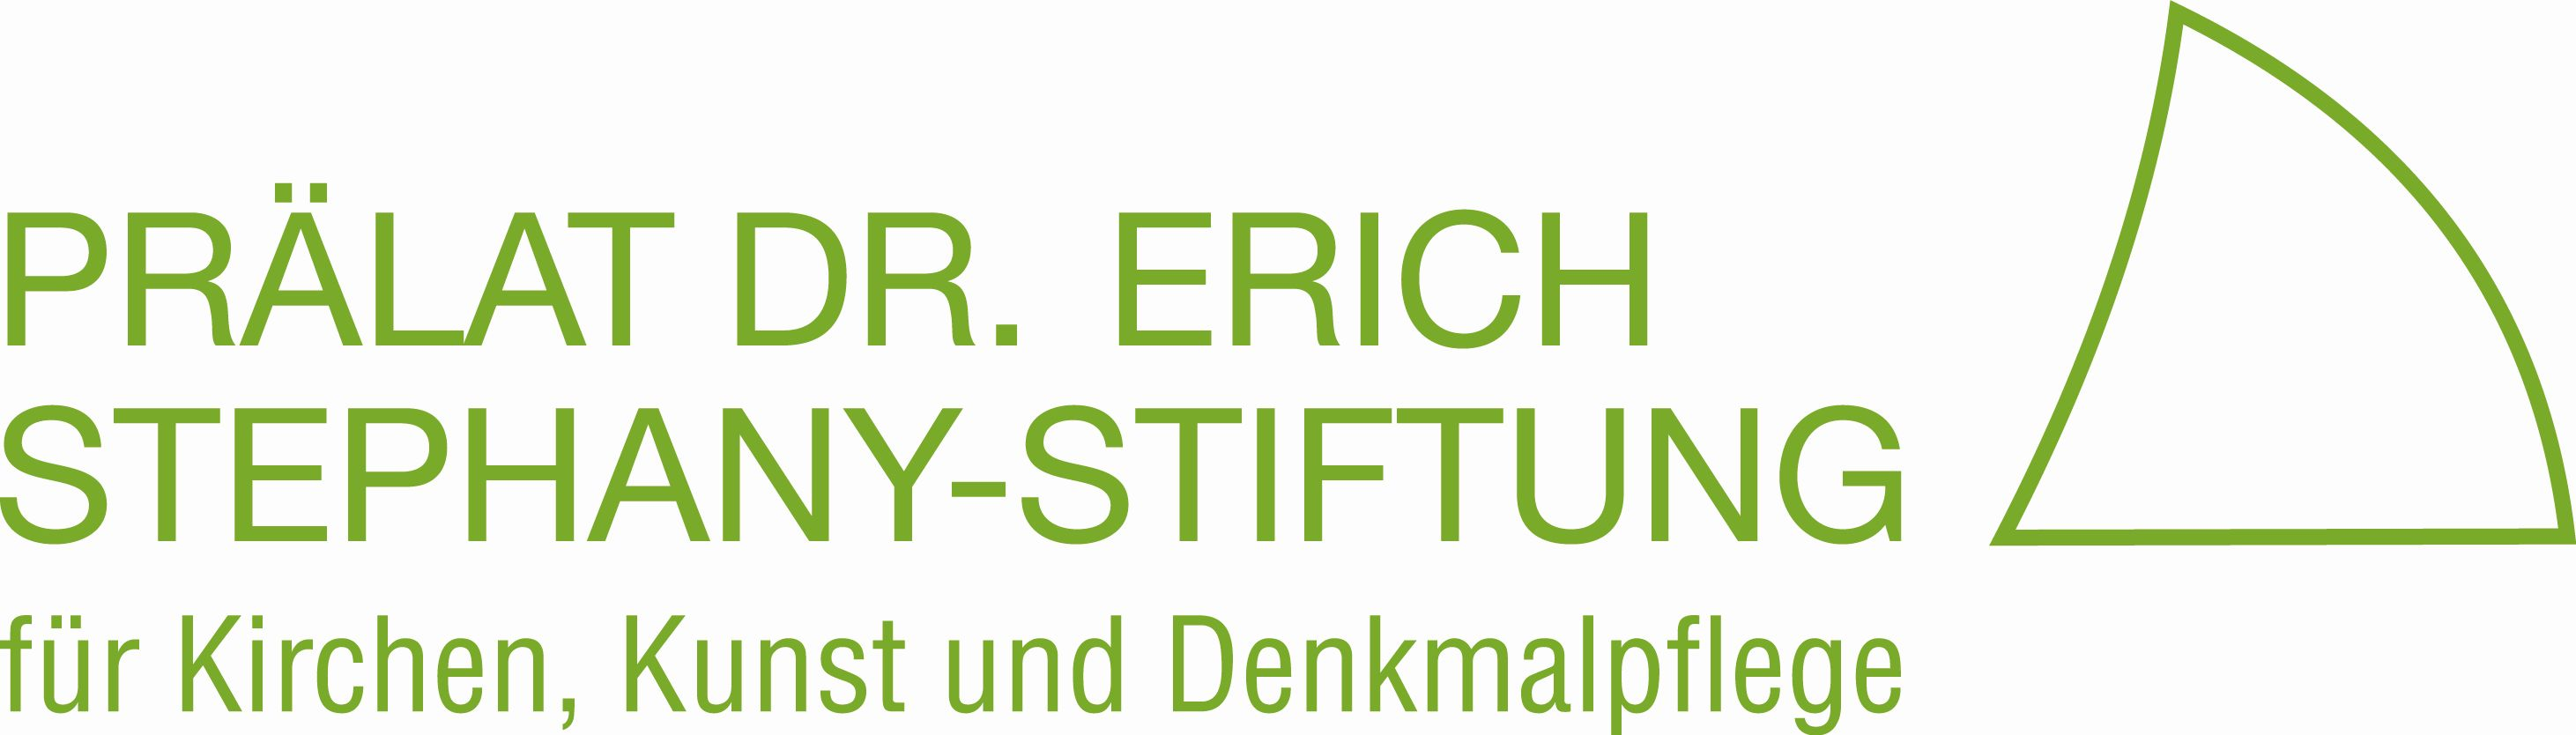 PRÄLAT DR. ERICH
STEPHANY-STIFTUNG
für Kirchen, Kunst und Denkmalpflege